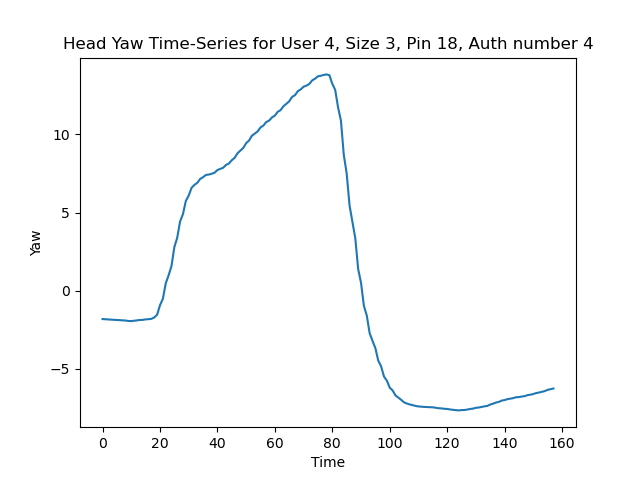 Head Yaw Time-Series for User 4, Size 3, Pin 18, Auth number 4
10
5
0
−5
Yaw
0 20 40 60 80 100 120 140 160
Time